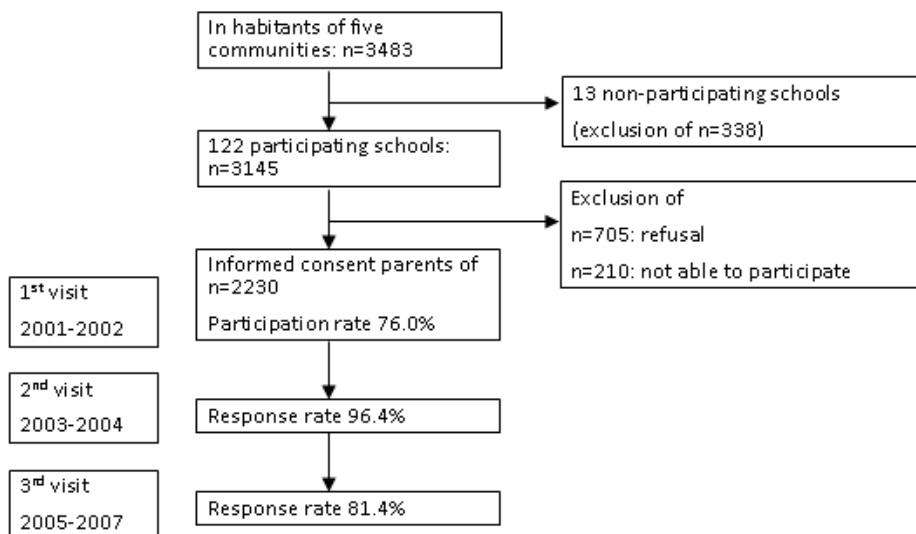 In habitants of five
communities: n=3483
13 non-participating schools
(exclusion of n=338)
122 participating schools:
n=3145
Exclusion of
n=705: refusal
n=210: not able to participate
Informed consent parents of
n=2230
Participation rate 76.0%
1st visit
2001-2002
2nd visit
2003-2004
Response rate 96.4%
3rd visit
2005-2007
Response rate 81.4%